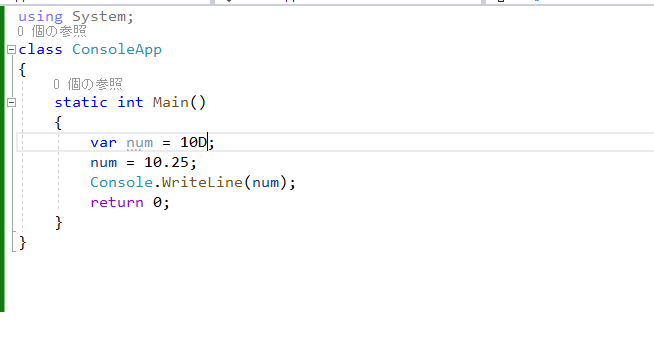 using System;
0 個の参照
class ConsoleApp
{
0 個の参照
static int Main()
{
var num = 10D;
num = 10.25;
Console.WriteLine(num);
return 0;
}
}